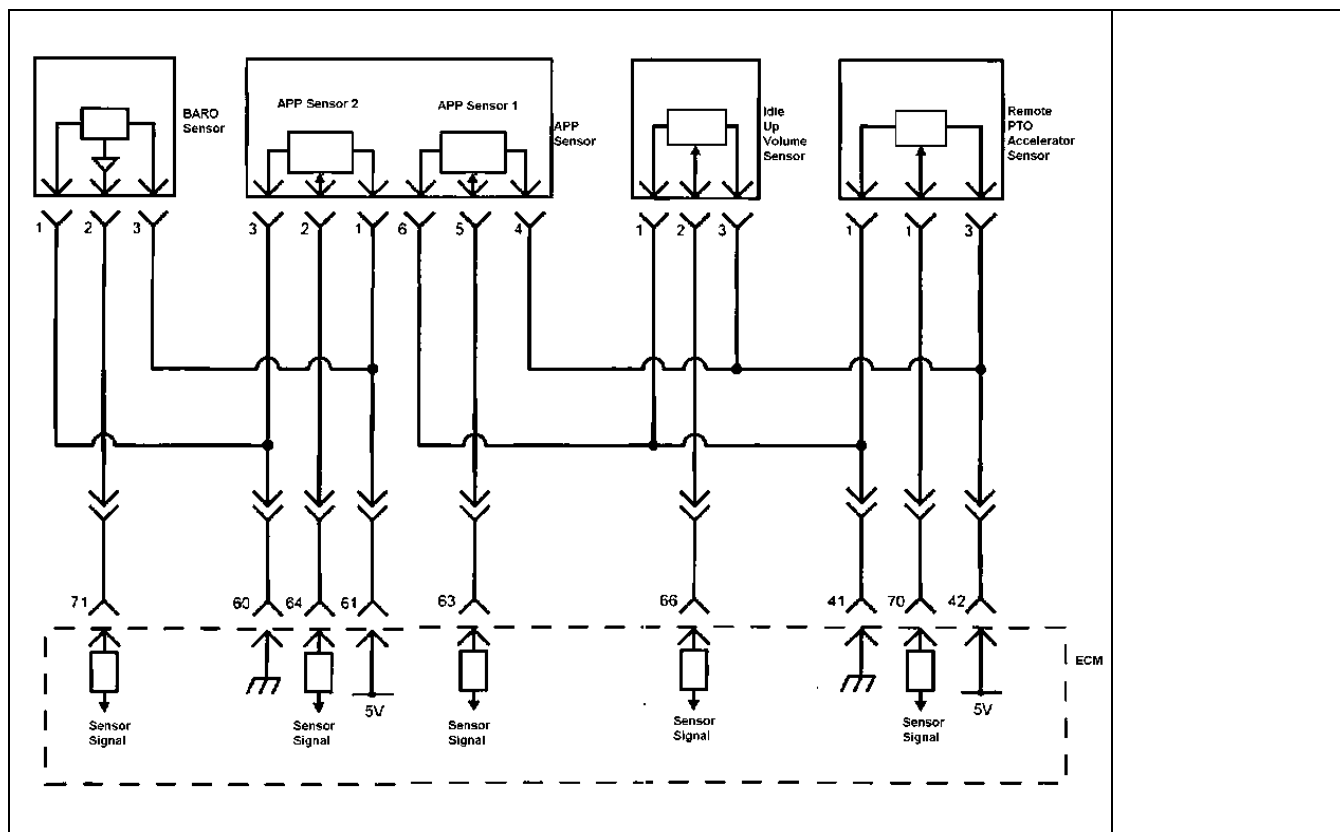 BARO
Sensor
APP Sensor 2
APP Sensor 1
APP
Sensor
Idle
Up
Volume
Sensor
Remote
PTO
Accelerator
Sensor
1 2 3 3 2 1 6 5 4 1 2 3 1 1 3
71 60 64 61 63 66 41 70 42
ECM
5V
5V
Sensor
Signal
Sensor
Signal
Sensor
Signal
Sensor
Signal
Sensor
Signal